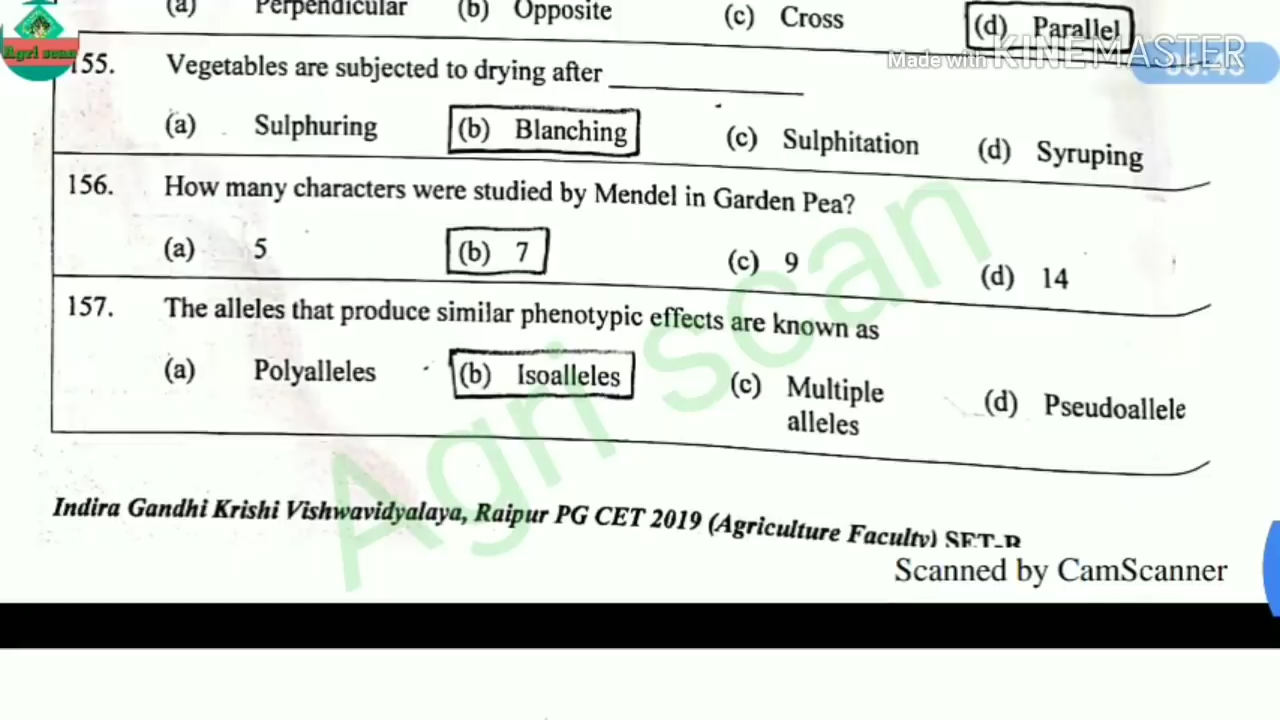 (a) Perpendicular (b) Opposite (c) Cross (d) Parallel
Agri scan
Made with KINEMASTER
155. Vegetables are subjected to drying after ____________
(a) Sulphuring (b) Blanching (c) Sulphitation (d) Syruping
156. How many characters were studied by Mendel in Garden Pea?
(a) 5 (b) 7 (c) 9 (d) 14
157. The alleles that produce similar phenotypic effects are known as
(a) Polyalleles (b) Isoalleles (c) Multiple (d) Pseudoallele
alleles
Agri scan
Indira Gandhi Krishi Vishwavidyalaya, Raipur PG CET 2019 (Agriculture Faculty) SET-B
Scanned by CamScanner